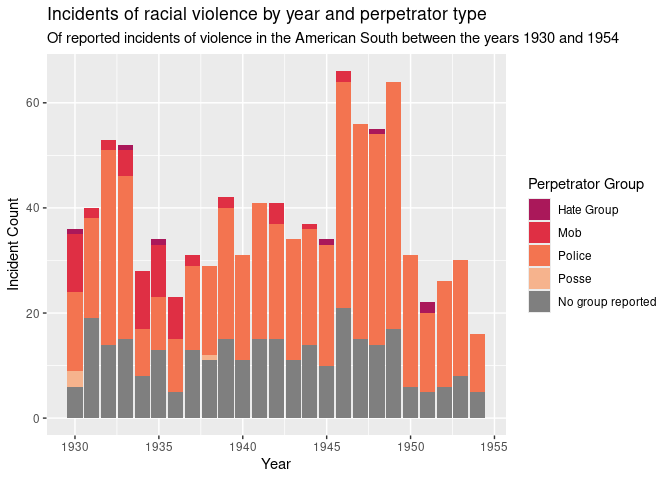 Incidents of racial violence by year and perpetrator type
Of reported incidents of violence in the American South between the years 1930 and 1954
Incident Count
60
40
20
0
1930 1935 1940 1945 1950 1955
Year
Perpetrator Group
Hate Group
Mob
Police
Posse
No group reported